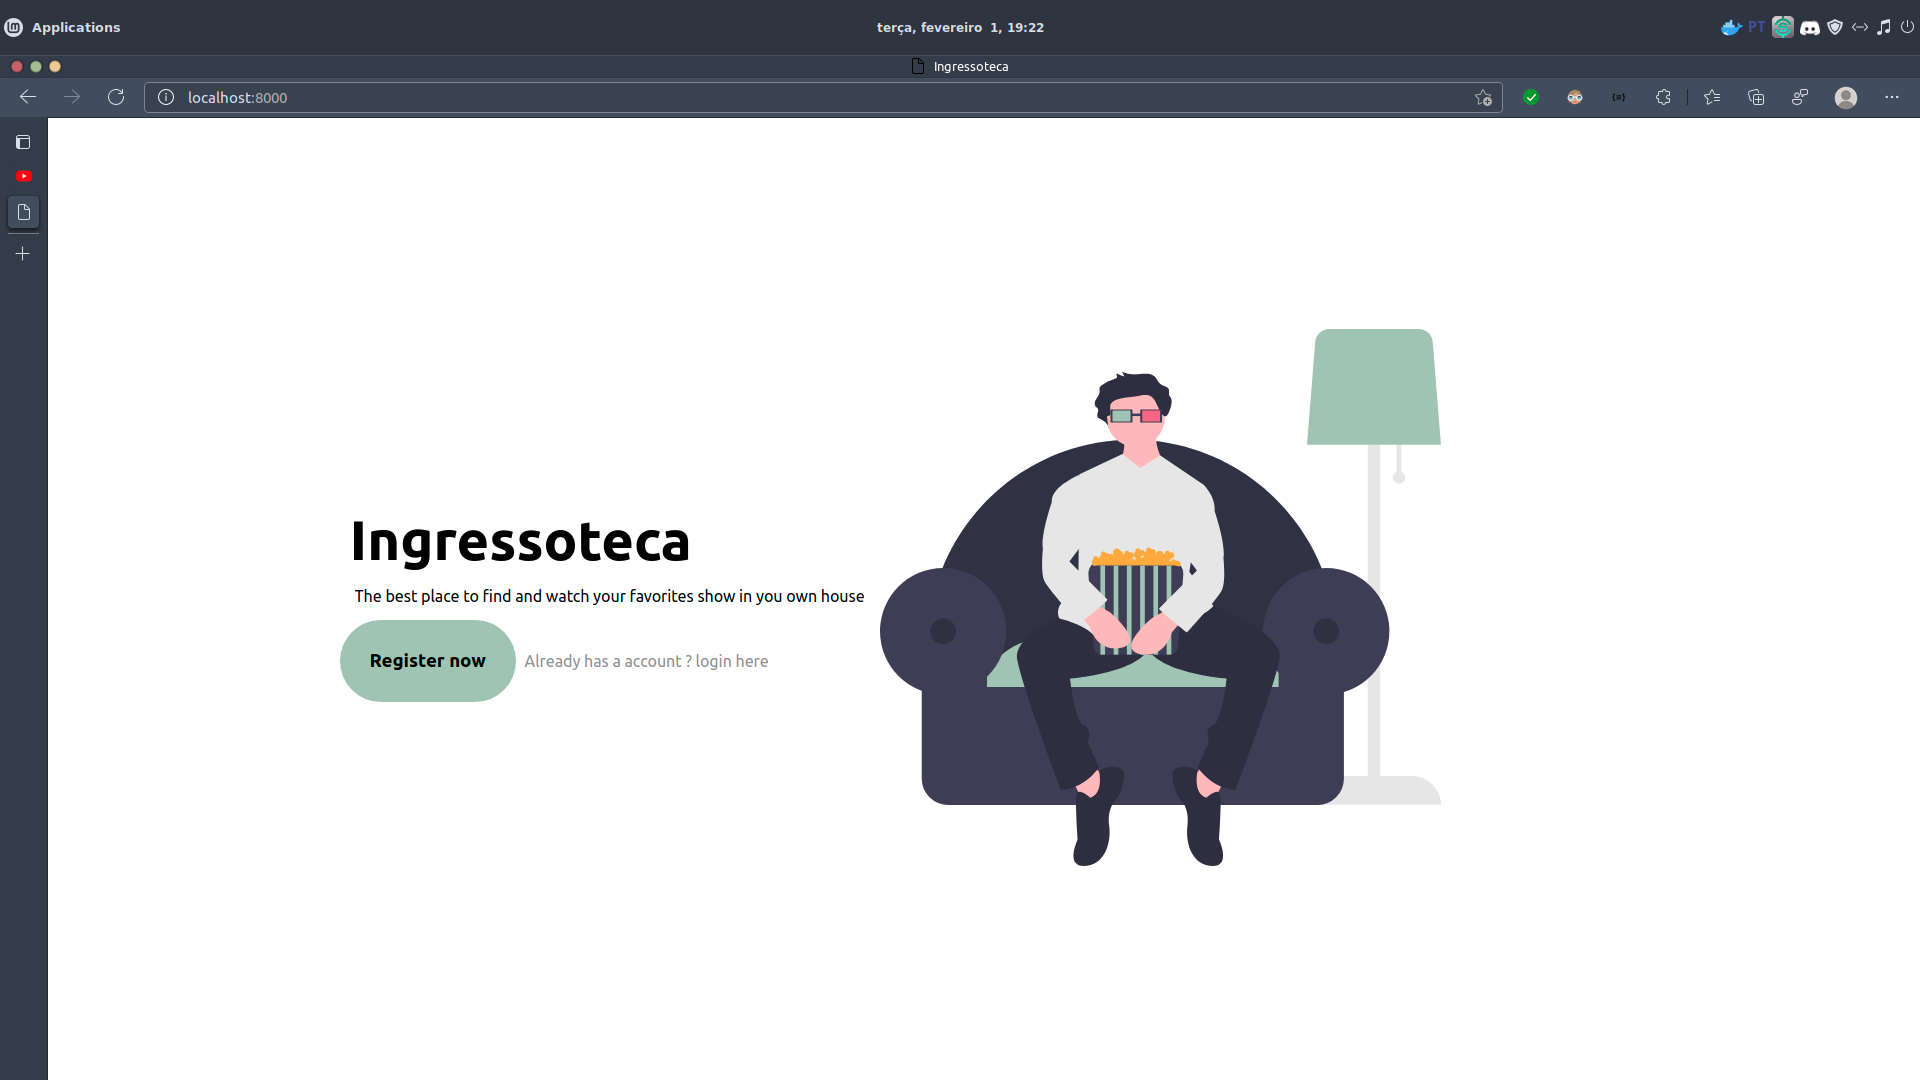 Applications
terça, fevereiro 1, 19:22
PT
Ingressoteca
localhost:8000
Ingressoteca
The best place to find and watch your favorites show in you own house
Register now
Already has a account ? login here